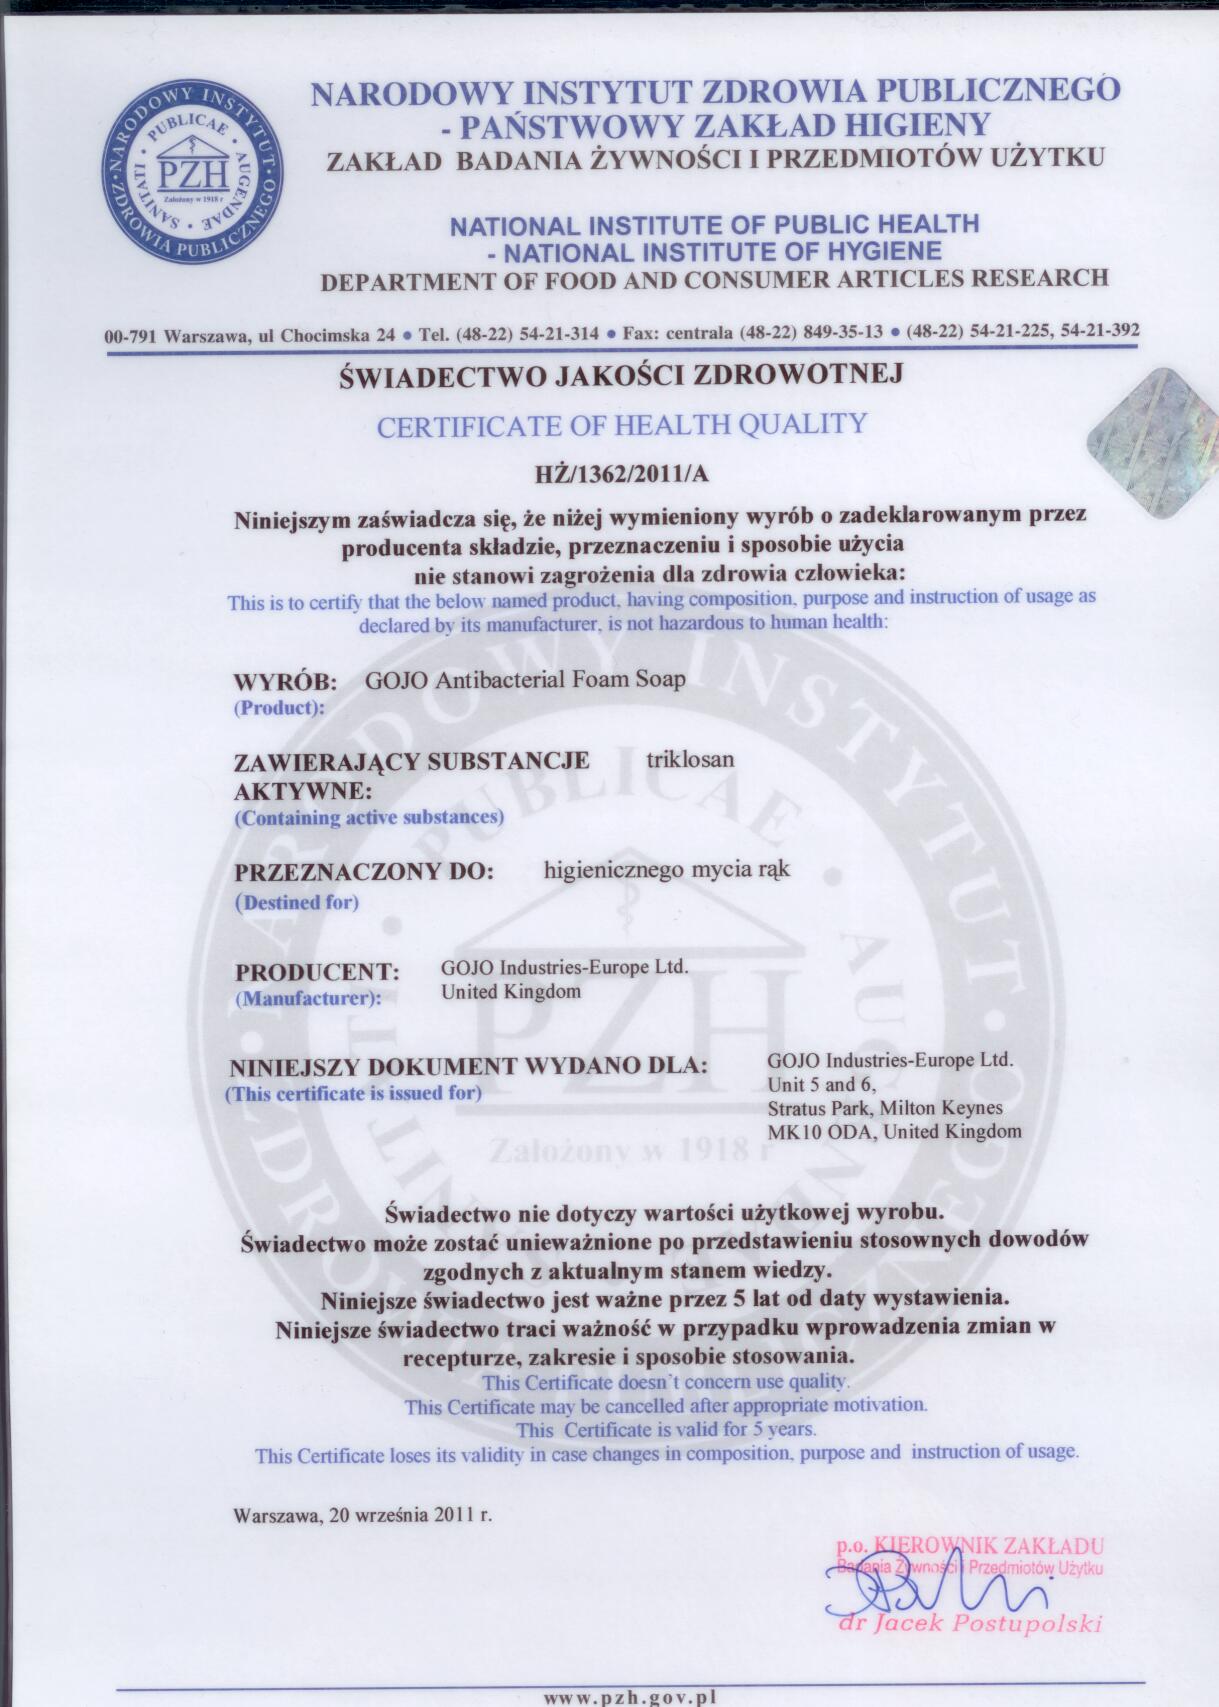 NARODOWY INSTYTUT ZDROWIA PUBLICZNEGO
- PAŃSTWOWY ZAKŁAD HIGIENY
ZAKŁAD BADANIA ŻYWNOŚCI I PRZEDMIOTÓW UŻYTKU
NARODOWY INSTYTUT • ZDROWIA PUBLICZNEGO • PZH •
SANITATI • PUBLICAE • AUGENDAE •
PZH
Założony w 1918 r
NATIONAL INSTITUTE OF PUBLIC HEALTH
- NATIONAL INSTITUTE OF HYGIENE
DEPARTMENT OF FOOD AND CONSUMER ARTICLES RESEARCH
00-791 Warszawa, ul Chocimska 24 • Tel. (48-22) 54-21-314 • Fax: centrala (48-22) 849-35-13 • (48-22) 54-21-225, 54-21-392
ŚWIADECTWO JAKOŚCI ZDROWOTNEJ
CERTIFICATE OF HEALTH QUALITY
HŻ/1362/2011/A
Niniejszym zaświadcza się, że niżej wymieniony wyrób o zadeklarowanym przez
producenta składzie, przeznaczeniu i sposobie użycia
nie stanowi zagrożenia dla zdrowia człowieka:
This is to certify that the below named product, having composition, purpose and instruction of usage as
declared by its manufacturer, is not hazardous to human health:
WYRÓB: GOJO Antibacterial Foam Soap
(Product):
ZAWIERAJĄCY SUBSTANCJE triklosan
AKTYWNE:
(Containing active substances)
PRZEZNACZONY DO: higienicznego mycia rąk
(Destined for)
PRODUCENT: GOJO Industries-Europe Ltd.
(Manufacturer): United Kingdom
NINIEJSZY DOKUMENT WYDANO DLA: GOJO Industries-Europe Ltd.
(This certificate is issued for) Unit 5 and 6,
Stratus Park, Milton Keynes
MK10 ODA, United Kingdom
Założony w 1918 r
Świadectwo nie dotyczy wartości użytkowej wyrobu.
Świadectwo może zostać unieważnione po przedstawieniu stosownych dowodów
zgodnych z aktualnym stanem wiedzy.
Niniejsze świadectwo jest ważne przez 5 lat od daty wystawienia.
Niniejsze świadectwo traci ważność w przypadku wprowadzenia zmian w
recepturze, zakresie i sposobie stosowania.
This Certificate doesn`t concern use quality.
This Certificate may be cancelled after appropriate motivation.
This Certificate is valid for 5 years.
This Certificate loses its validity in case changes in composition, purpose and instruction of usage.
Warszawa, 20 września 2011 r.
p.o. KIEROWNIK ZAKŁADU
Badania Żywności i Przedmiotów Użytku
dr Jacek Postupolski
www.pzh.gov.pl